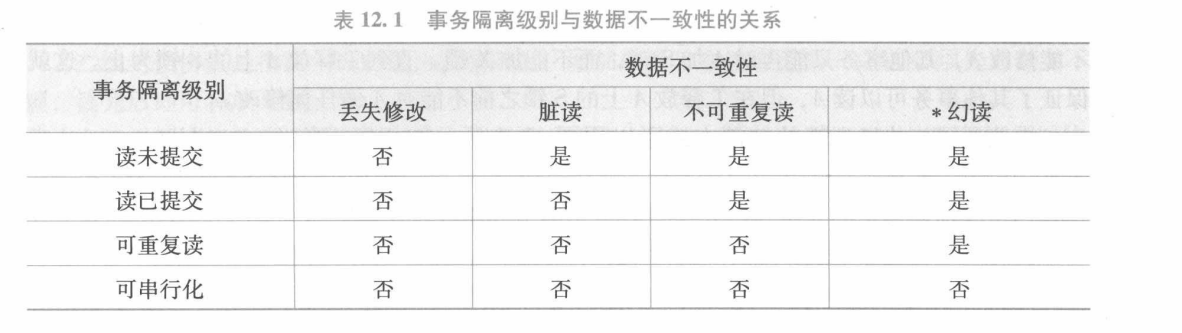 表 12.1 事务隔离级别与数据不一致性的关系
事务隔离级别 数据不一致性
丢失修改 脏读 不可重复读 *幻读
读未提交 否 是 是 是
读已提交 否 否 是 是
可重复读 否 否 否 是
可串行化 否 否 否 否